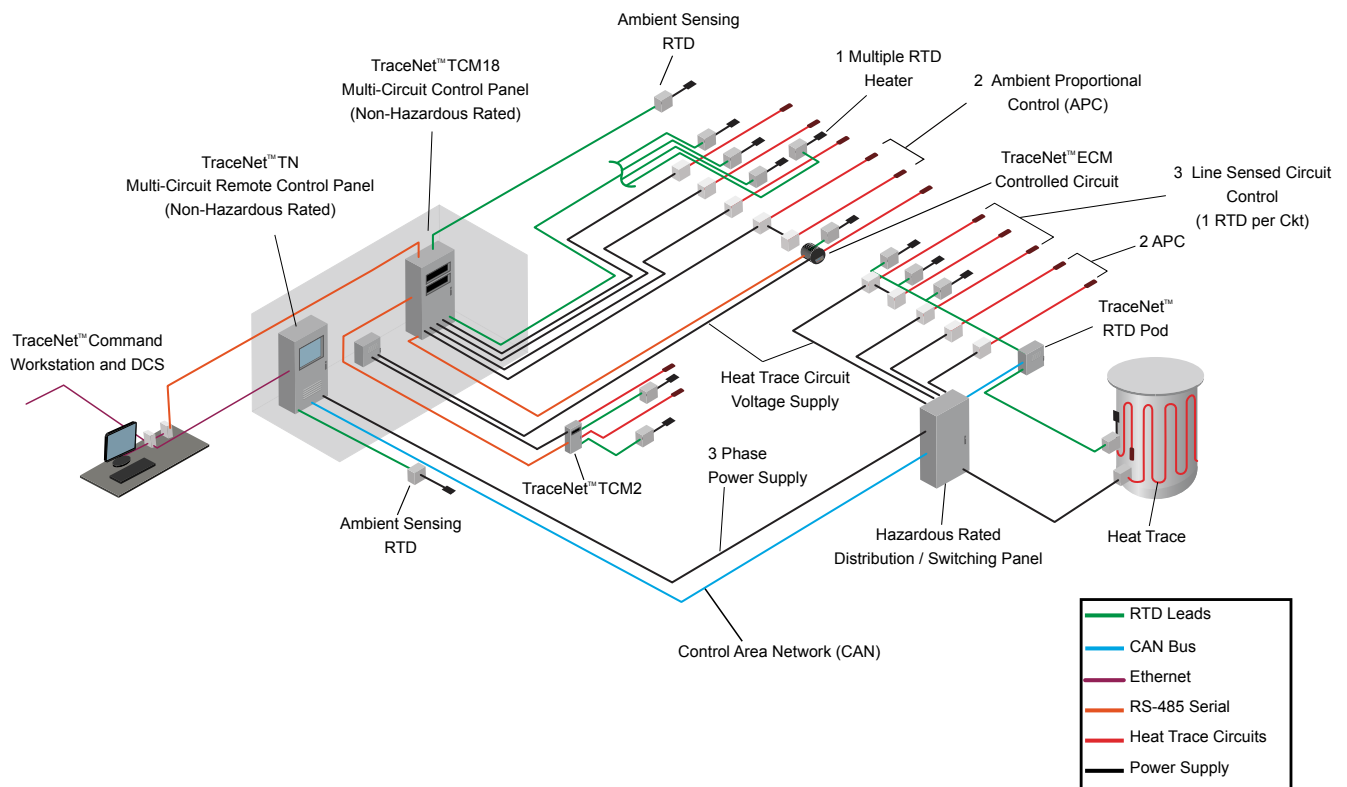 Ambient Sensing
RTD
TraceNet™TCM18
Multi-Circuit Control Panel
(Non-Hazardous Rated)
1 Multiple RTD
Heater
2 Ambient Proportional
Control (APC)
TraceNet™TN
Multi-Circuit Remote Control Panel
(Non-Hazardous Rated)
TraceNet™ECM
Controlled Circuit
3 Line Sensed Circuit
Control
(1 RTD per Ckt)
2 APC
TraceNet™
RTD Pod
TraceNet™Command
Workstation and DCS
Heat Trace Circuit
Voltage Supply
3 Phase
Power Supply
TraceNet™TCM2
Ambient Sensing
RTD
Hazardous Rated
Distribution / Switching Panel
Heat Trace
Control Area Network (CAN)
RTD Leads
CAN Bus
Ethernet
RS-485 Serial
Heat Trace Circuits
Power Supply